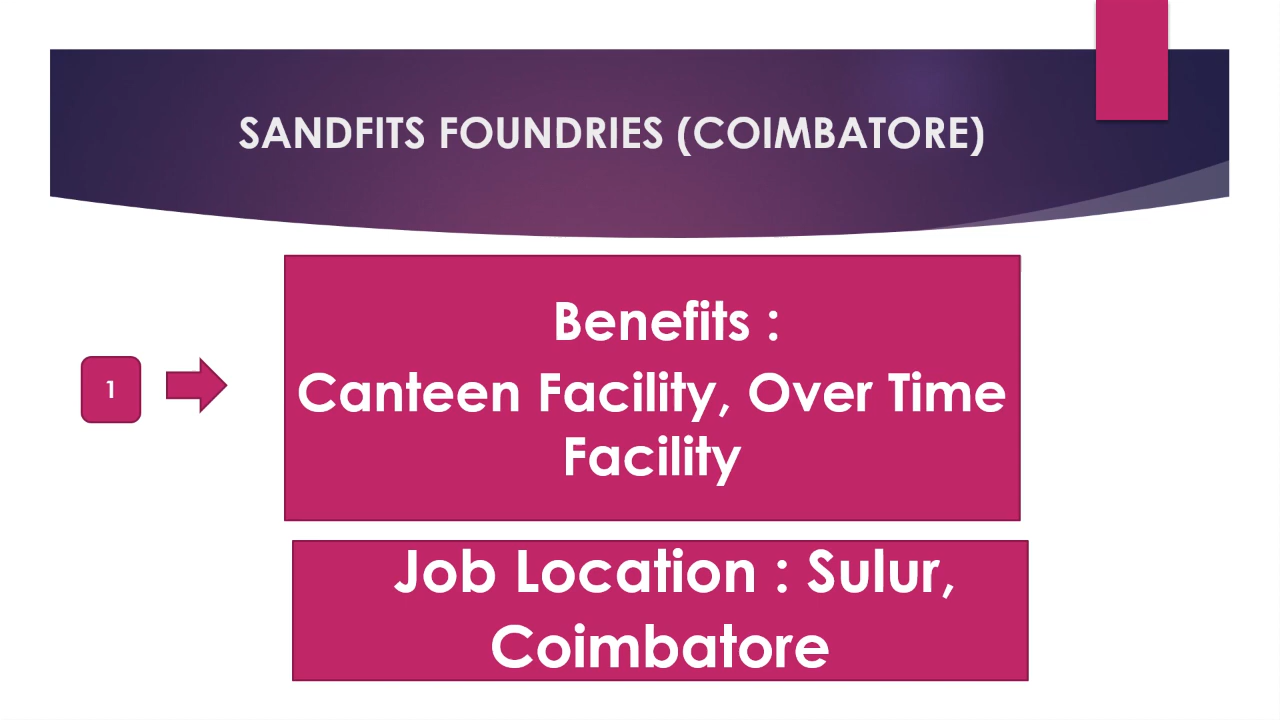 SANDFITS FOUNDRIES (COIMBATORE)
Benefits :
1
Canteen Facility, Over Time
Facility
Job Location : Sulur,
Coimbatore